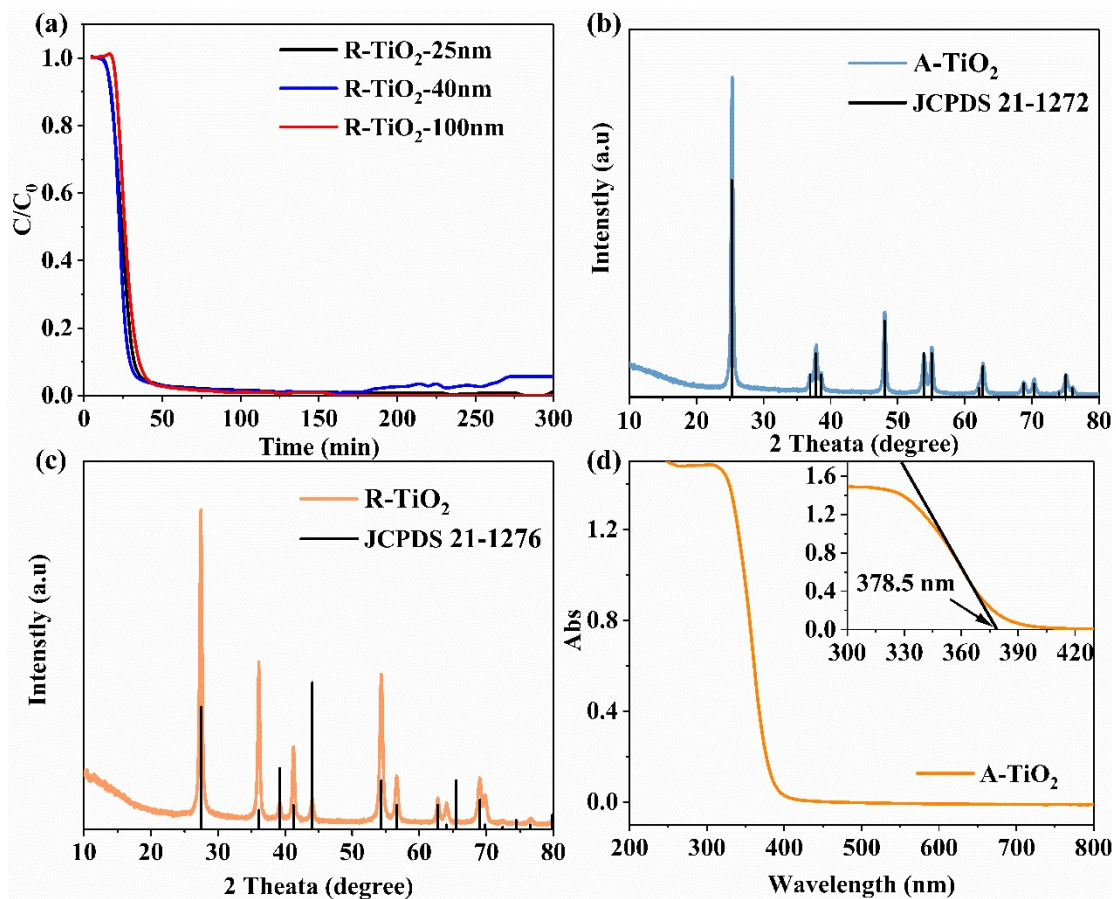 (a)
R-TiO₂-25nm
R-TiO₂-40nm
R-TiO₂-100nm
C/C₀
1.0
0.8
0.6
0.4
0.2
0.0
0 50 100 150 200 250 300
Time (min)
(b)
A-TiO₂
JCPDS 21-1272
Intenstly (a.u)
10 20 30 40 50 60 70 80
2 Theata (degree)
(c)
R-TiO₂
JCPDS 21-1276
Intenstly (a.u)
10 20 30 40 50 60 70 80
2 Theata (degree)
(d)
Abs
1.2
0.8
0.4
0.0
200 300 400 500 600 700 800
Wavelength (nm)
A-TiO₂
1.6
1.2
0.8
0.4
0.0
378.5 nm
300 330 360 390 420